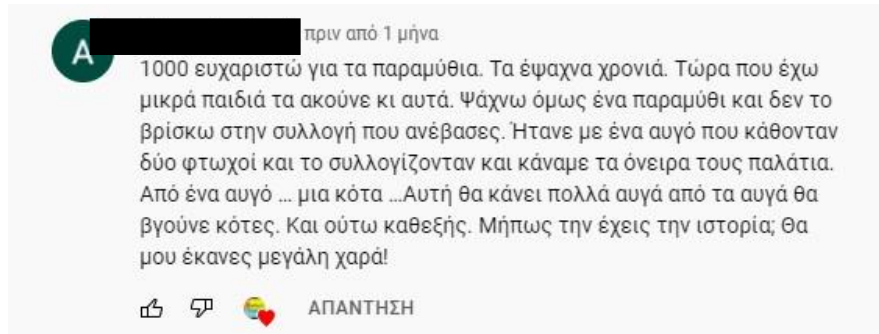 A
πριν από 1 μήνα
1000 ευχαριστώ για τα παραμύθια. Τα έψαχνα χρονιά. Τώρα που έχω
μικρά παιδιά τα ακούνε κι αυτά. Ψάχνω όμως ένα παραμύθι και δεν το
βρίσκω στην συλλογή που ανέβασες. Ήτανε με ένα αυγό που κάθονταν
δύο φτωχοί και το συλλογίζονταν και κάναμε τα όνειρα τους παλάτια.
Από ένα αυγό ... μια κότα ...Αυτή θα κάνει πολλά αυγά από τα αυγά θα
βγούνε κότες. Και ούτω καθεξής. Μήπως την έχεις την ιστορία; Θα
μου έκανες μεγάλη χαρά!
ΑΠΑΝΤΗΣΗ